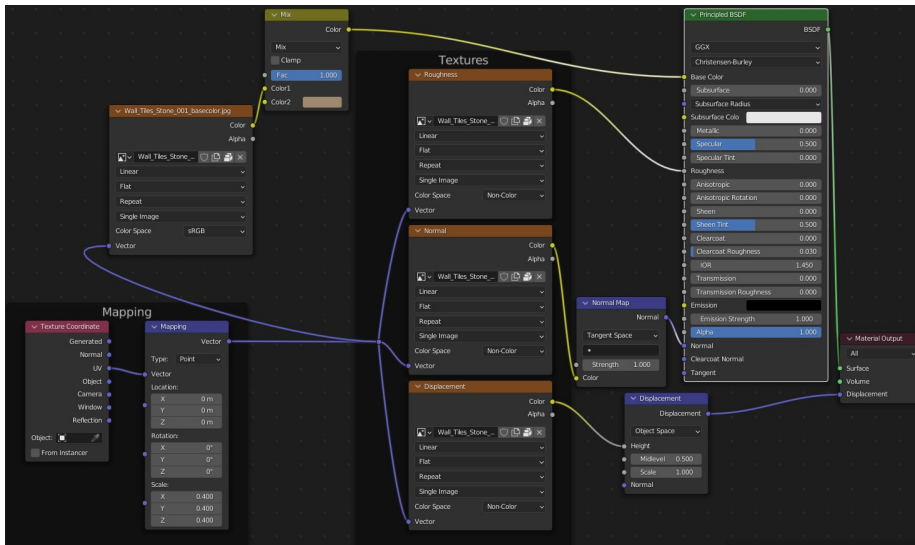 Mix
Color
Mix
Clamp
Fac 1.000
Color1
Color2
Wall_Tiles_Stone_001_basecolor.jpg
Color
Alpha
Wall_Tiles_Stone_...
Linear
Flat
Repeat
Single Image
Color Space sRGB
Vector
Mapping
Texture Coordinate
Generated
Normal
UV
Object
Camera
Window
Reflection
Object:
From Instancer
Mapping
Vector
Type: Point
Vector
Location:
X 0 m
Y 0 m
Z 0 m
Rotation:
X 0°
Y 0°
Z 0°
Scale:
X 0.400
Y 0.400
Z 0.400
Textures
Roughness
Color
Alpha
Wall_Tiles_Stone_...
Linear
Flat
Repeat
Single Image
Color Space Non-Color
Vector
Normal
Color
Alpha
Wall_Tiles_Stone_...
Linear
Flat
Repeat
Single Image
Color Space Non-Color
Vector
Displacement
Color
Alpha
Wall_Tiles_Stone_...
Linear
Flat
Repeat
Single Image
Color Space Non-Color
Vector
Normal Map
Normal
Tangent Space
Strength 1.000
Color
Displacement
Displacement
Object Space
Height
Midlevel 0.500
Scale 1.000
Normal
Principled BSDF
BSDF
GGX
Christensen-Burley
Base Color
Subsurface 0.000
Subsurface Radius
Subsurface Colo
Metallic 0.000
Specular 0.500
Specular Tint 0.000
Roughness
Anisotropic 0.000
Anisotropic Rotation 0.000
Sheen 0.000
Sheen Tint 0.500
Clearcoat 0.000
Clearcoat Roughness 0.030
IOR 1.450
Transmission 0.000
Transmission Roughness 0.000
Emission
Emission Strength 1.000
Alpha 1.000
Normal
Clearcoat Normal
Tangent
Material Output
All
Surface
Volume
Displacement